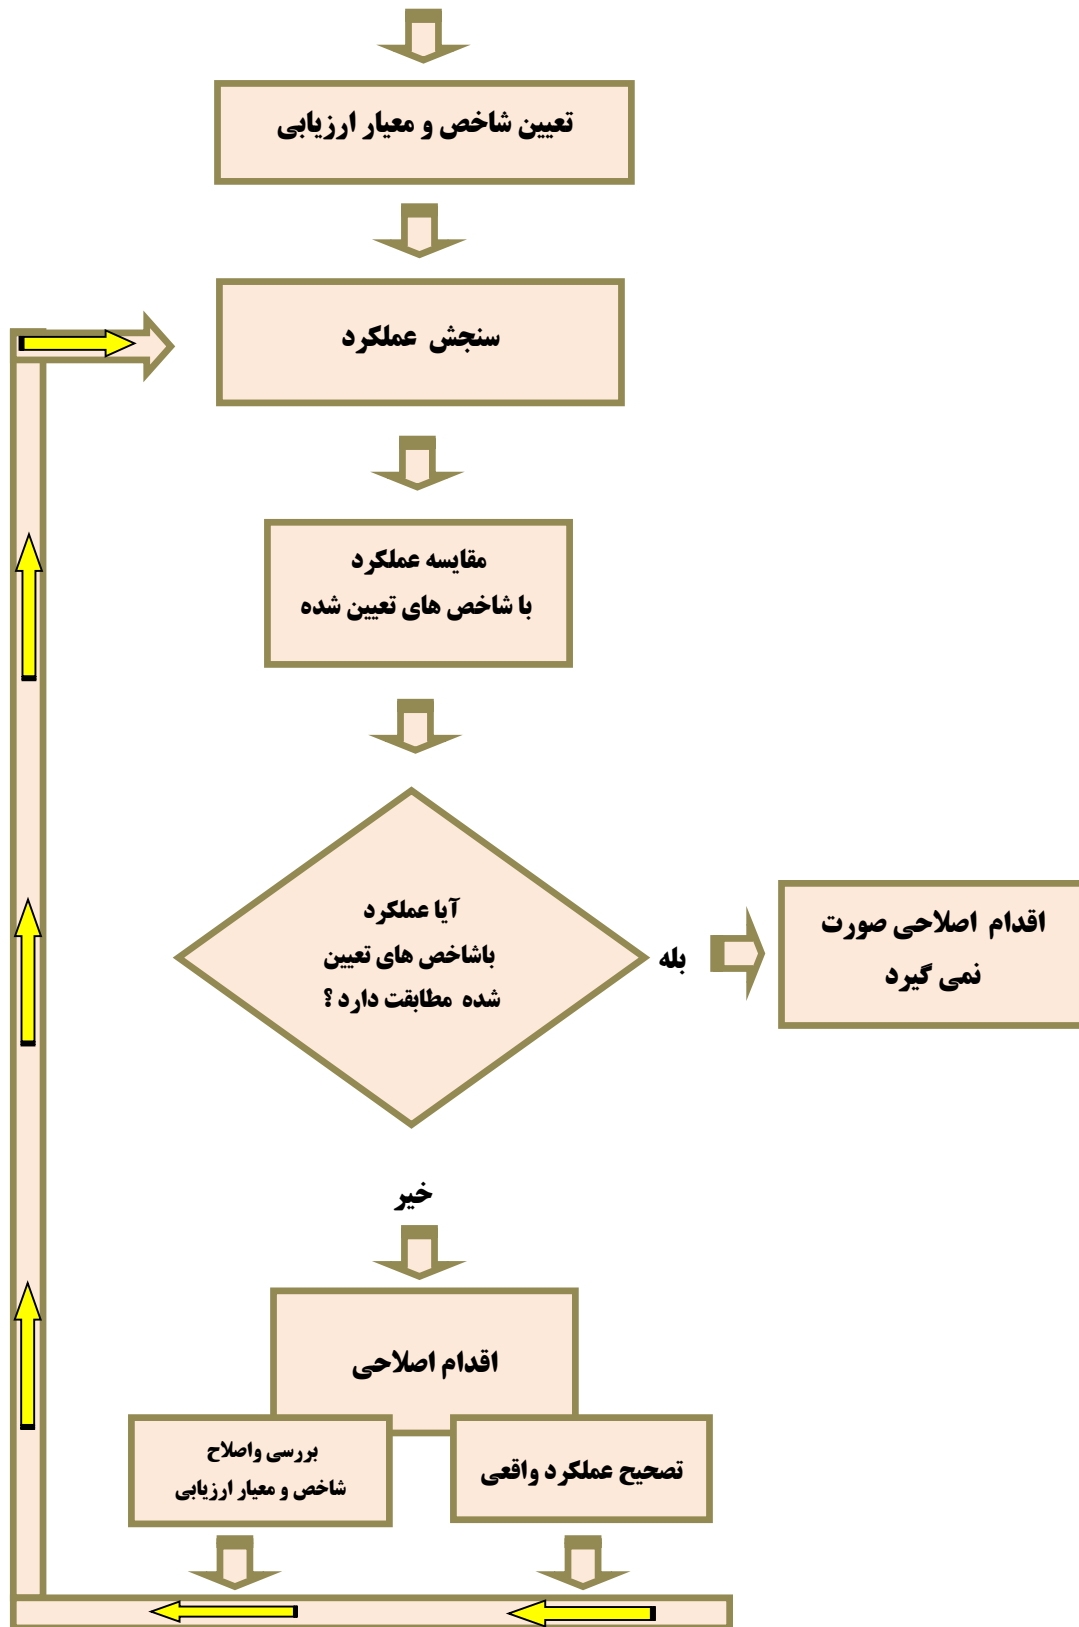 تعیین شاخص و معیار ارزیابی
سنجش عملکرد
مقایسه عملکرد
با شاخص های تعیین شده
آیا عملکرد
باشاخص های تعیین
شده مطابقت دارد ؟
بله
اقدام اصلاحی صورت
نمی گیرد
خیر
اقدام اصلاحی
تصحیح عملکرد واقعی
بررسی واصلاح
شاخص و معیار ارزیابی